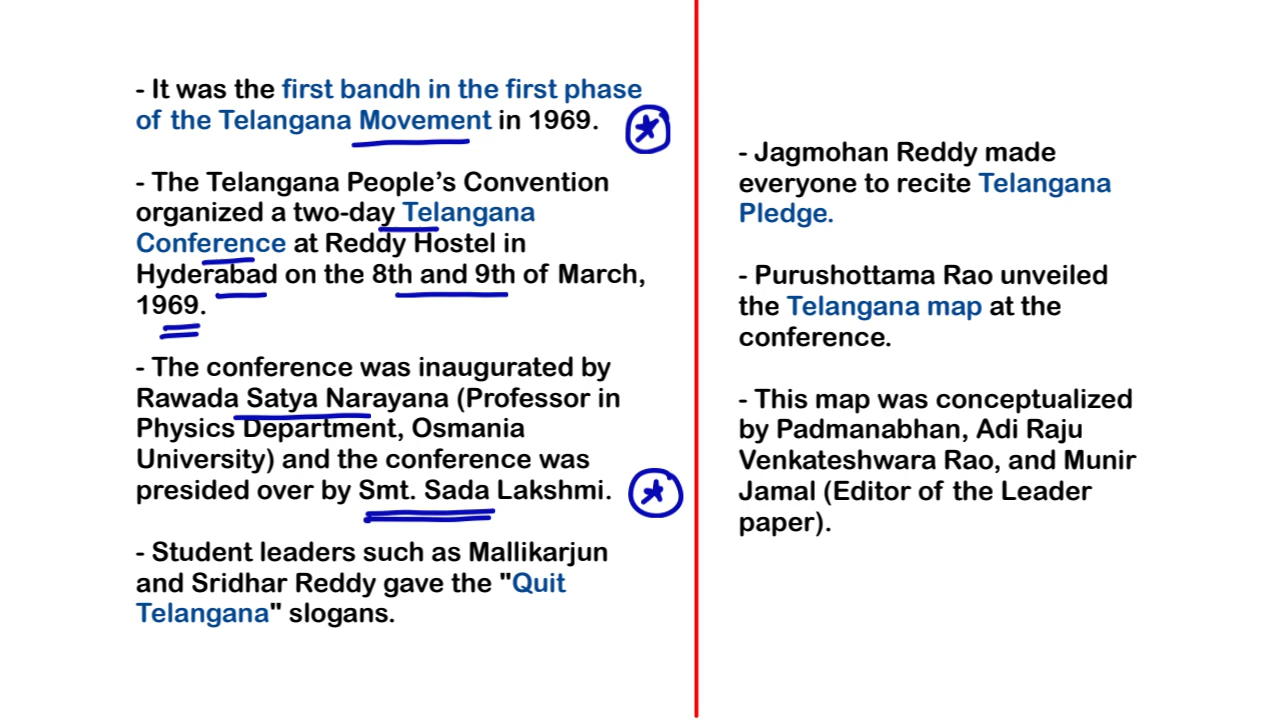 - It was the first bandh in the first phase
of the Telangana Movement in 1969.
- The Telangana People’s Convention
organized a two-day Telangana
Conference at Reddy Hostel in
Hyderabad on the 8th and 9th of March,
1969.
- The conference was inaugurated by
Rawada Satya Narayana (Professor in
Physics Department, Osmania
University) and the conference was
presided over by Smt. Sada Lakshmi.
- Student leaders such as Mallikarjun
and Sridhar Reddy gave the "Quit
Telangana" slogans.
- Jagmohan Reddy made
everyone to recite Telangana
Pledge.
- Purushottama Rao unveiled
the Telangana map at the
conference.
- This map was conceptualized
by Padmanabhan, Adi Raju
Venkateshwara Rao, and Munir
Jamal (Editor of the Leader
paper).